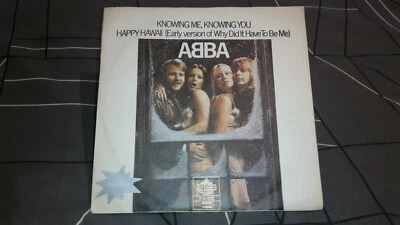 KNOWING ME, KNOWING YOU
HAPPY HAWAII (Early version of Why Did It Have To Be Me)
ABBA